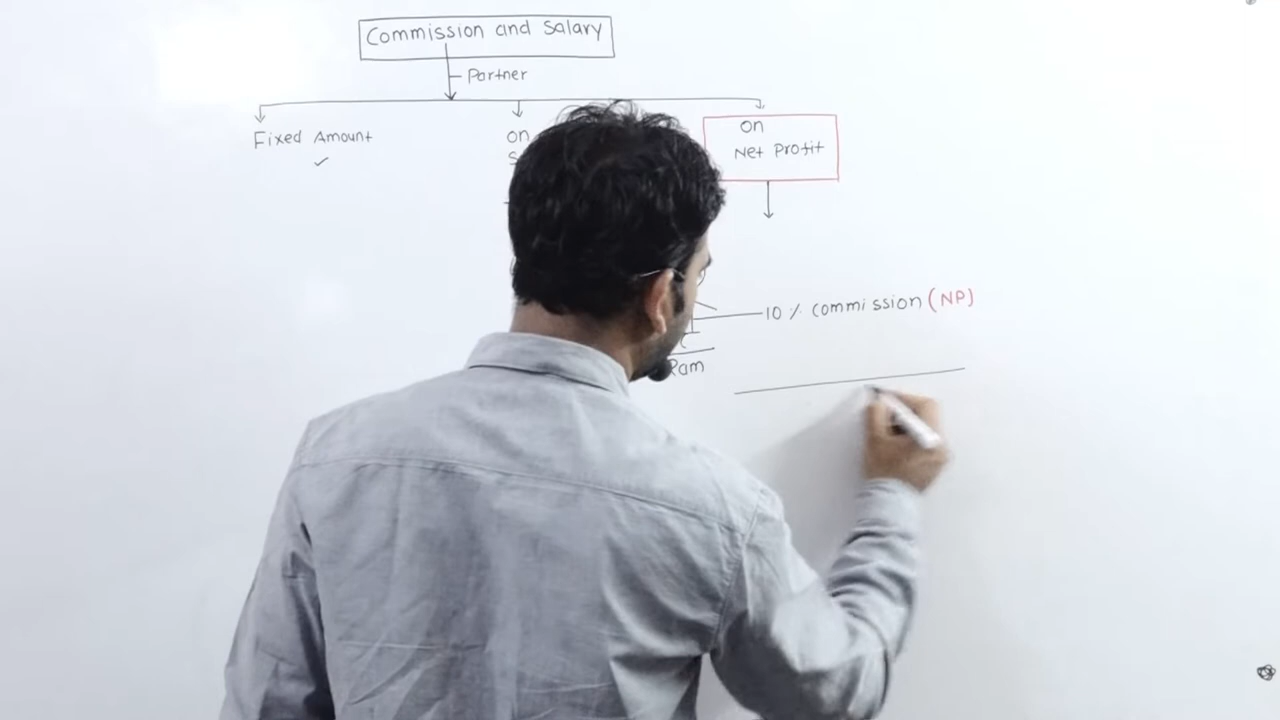 Commission and Salary
Partner
Fixed Amount
on
on
Net Profit
10 % commission (NP)
Ram